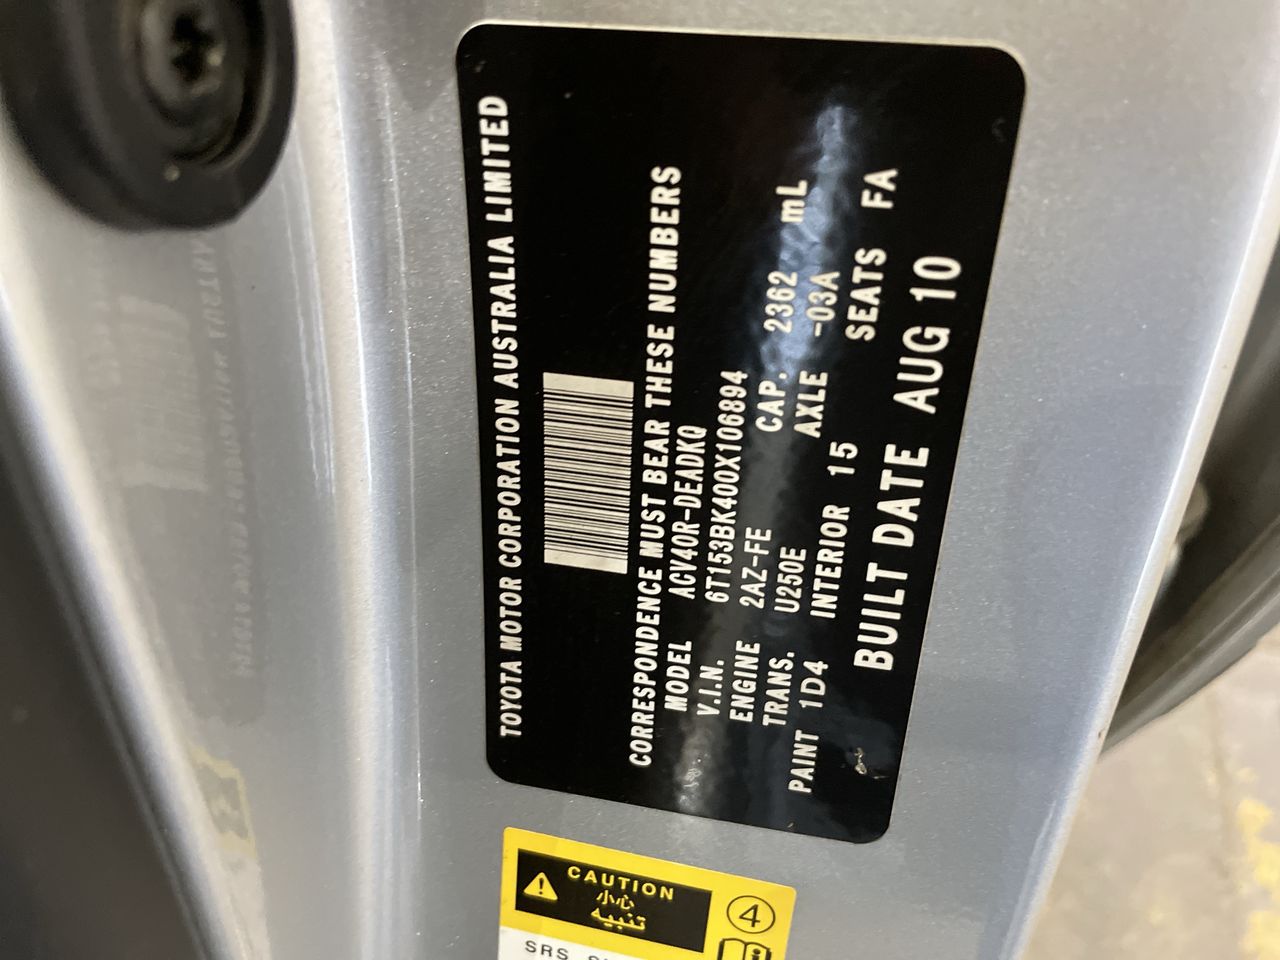 TOYOTA MOTOR CORPORATION AUSTRALIA LIMITED
CORRESPONDENCE MUST BEAR THESE NUMBERS
MODEL ACV40R-DEADKQ
V.I.N. 6T153BK400X106894
ENGINE 2AZ-FE CAP. 2362 mL
TRANS. U250E AXLE -03A
PAINT 1D4 INTERIOR 15 SEATS FA
BUILT DATE AUG 10
CAUTION
小心
تنبيه
4
SRS